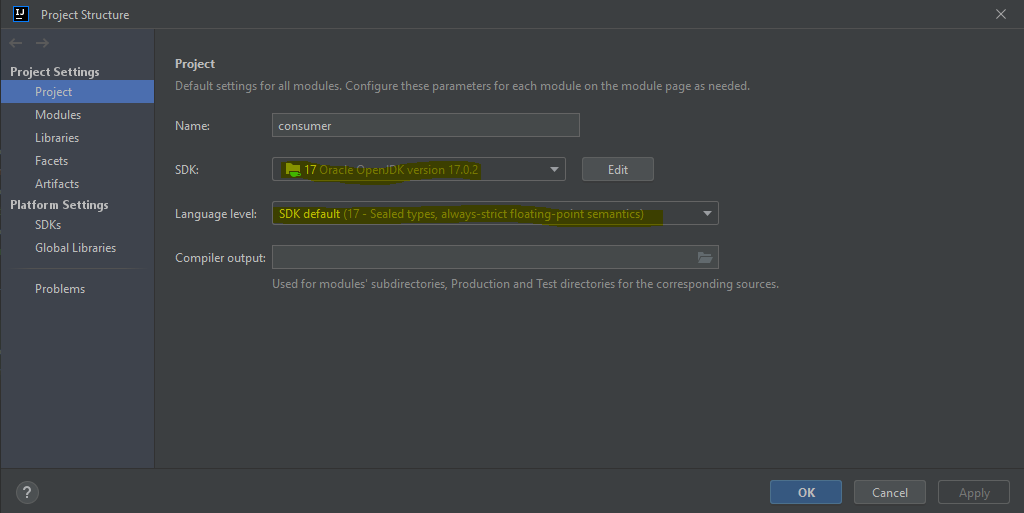 IJ Project Structure
Project Settings
Project
Modules
Libraries
Facets
Artifacts
Platform Settings
SDKs
Global Libraries
Problems
Project
Default settings for all modules. Configure these parameters for each module on the module page as needed.
Name: consumer
SDK: 17 Oracle OpenJDK version 17.0.2 Edit
Language level: SDK default (17 - Sealed types, always-strict floating-point semantics)
Compiler output:
Used for modules' subdirectories, Production and Test directories for the corresponding sources.
? OK Cancel Apply